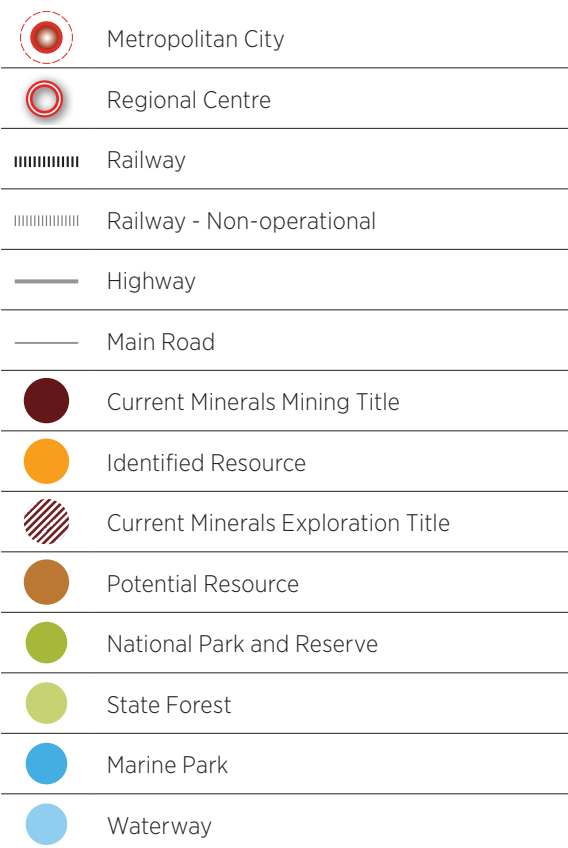 Metropolitan City
Regional Centre
Railway
Railway - Non-operational
Highway
Main Road
Current Minerals Mining Title
Identified Resource
Current Minerals Exploration Title
Potential Resource
National Park and Reserve
State Forest
Marine Park
Waterway